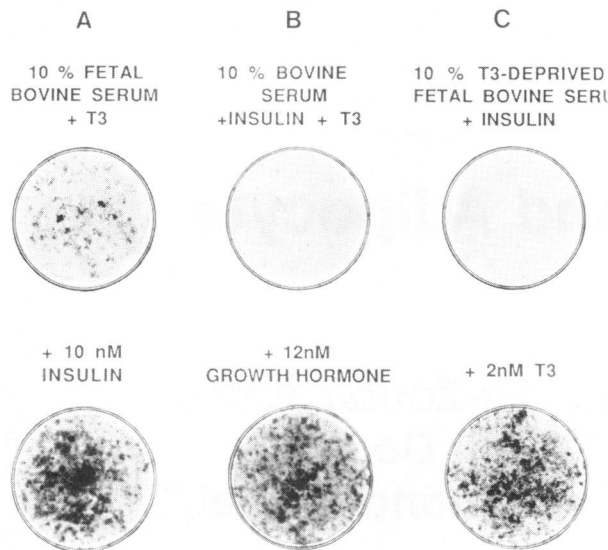 A
B
C
10 % FETAL
BOVINE SERUM
+ T3
10 % BOVINE
SERUM
+INSULIN + T3
10 % T3-DEPRIVED
FETAL BOVINE SERU
+ INSULIN
+ 10 nM
INSULIN
+ 12nM
GROWTH HORMONE
+ 2nM T3